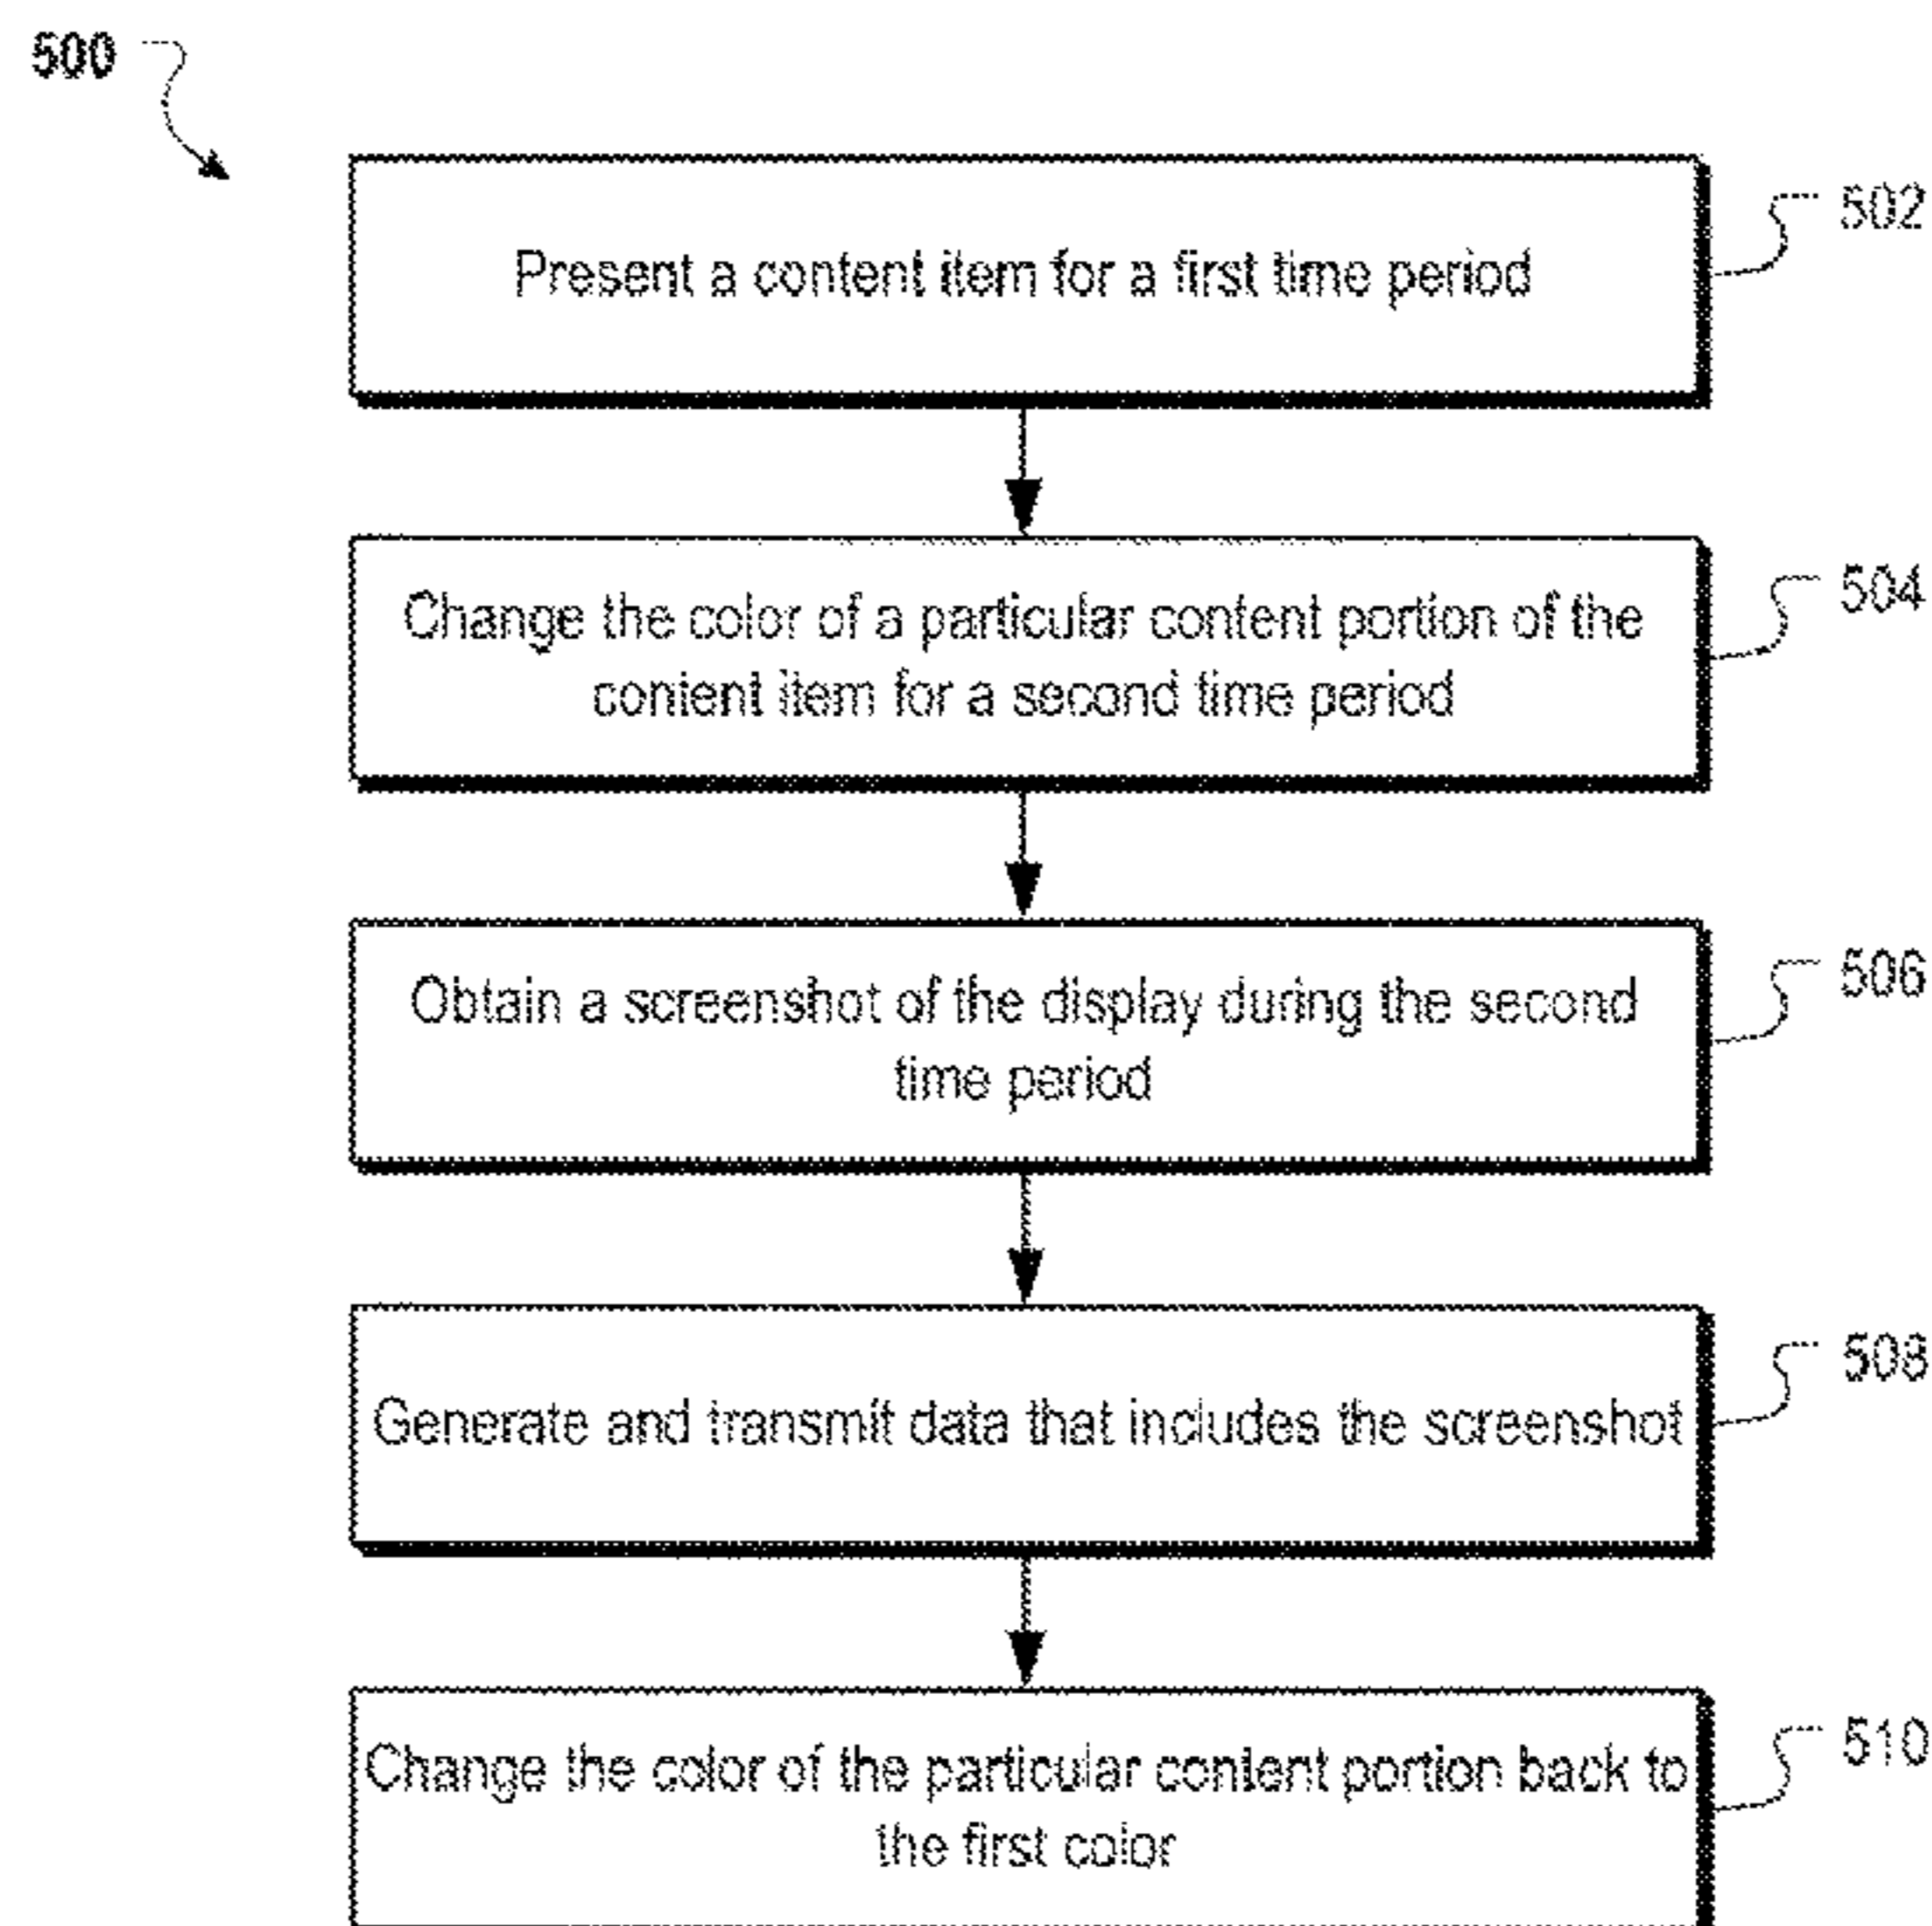 500
502
Present a content item for a first time period
504
Change the color of a particular content portion of the
content item for a second time period
506
Obtain a screenshot of the display during the second
time period
508
Generate and transmit data that includes the screenshot
510
Change the color of the particular content portion back to
the first color